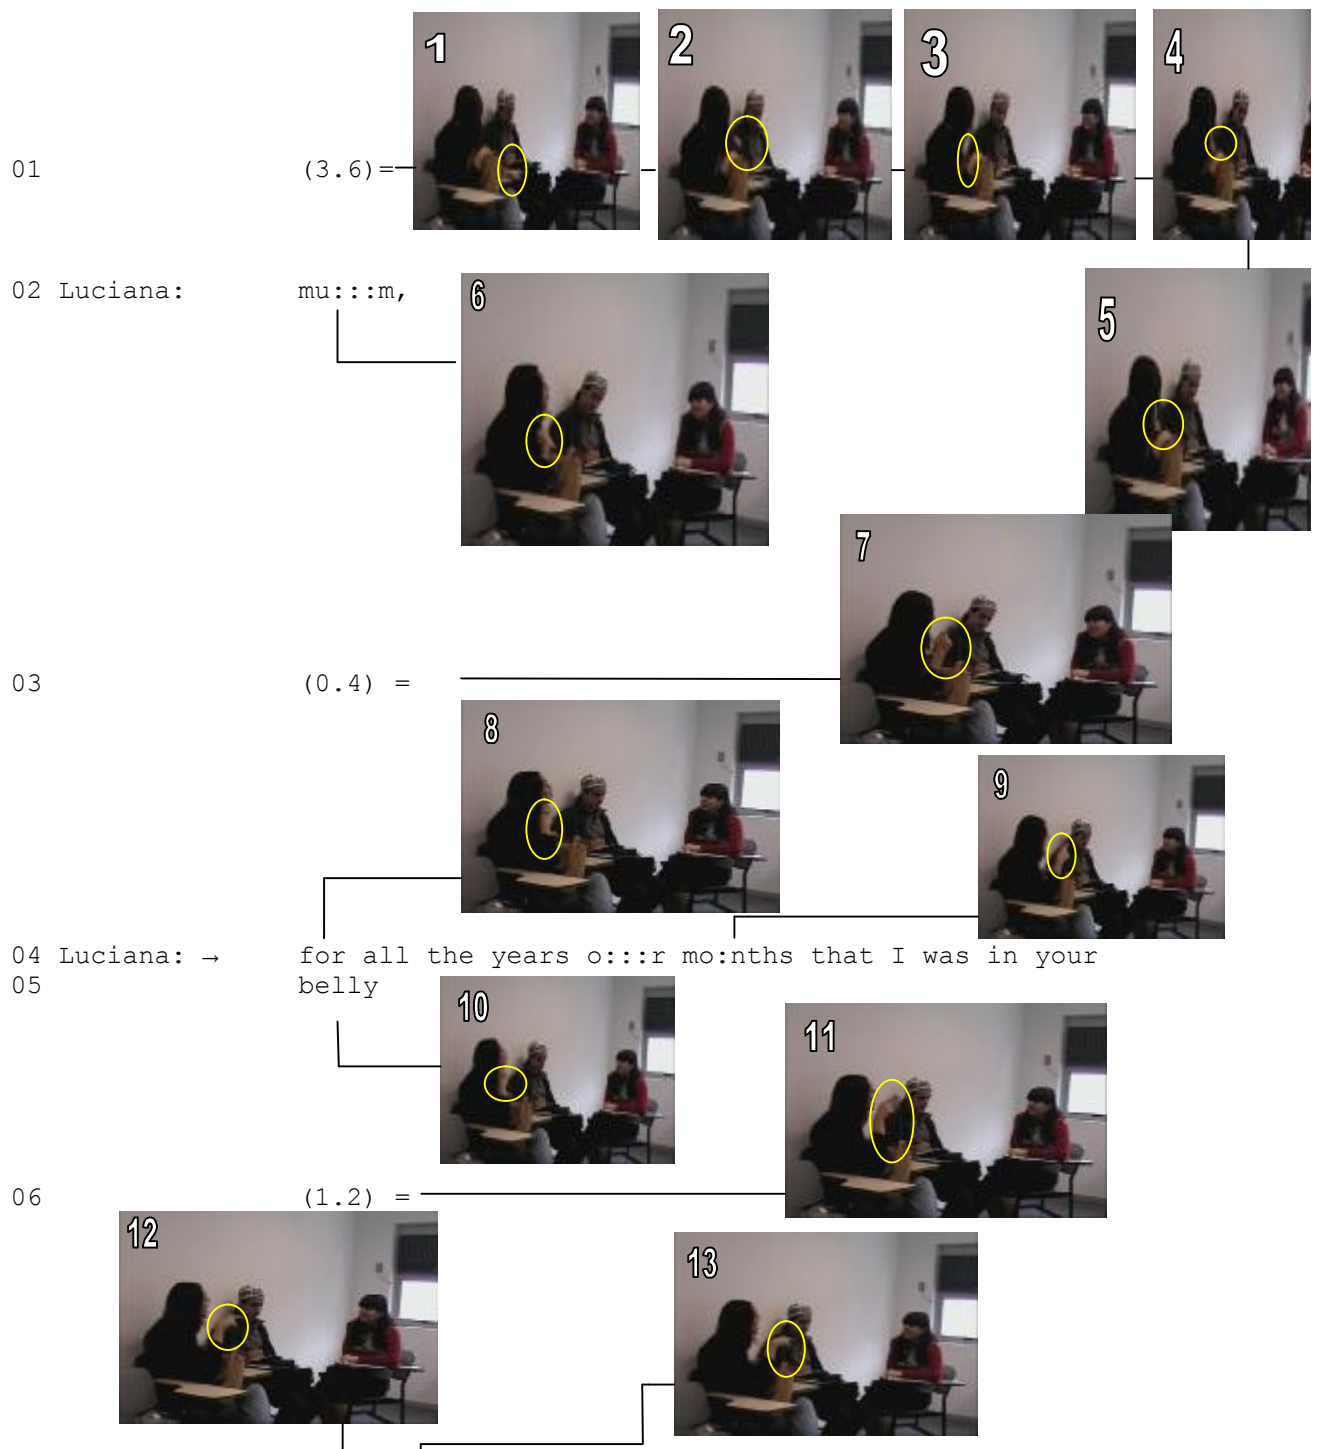 1 2 3 4
01 (3.6)=
02 Luciana: mu:::m,
6 5
7
03 (0.4) =
8
9
04 Luciana: → for all the years o:::r mo:nths that I was in your
05 belly
10 11
06 (1.2) =
12 13